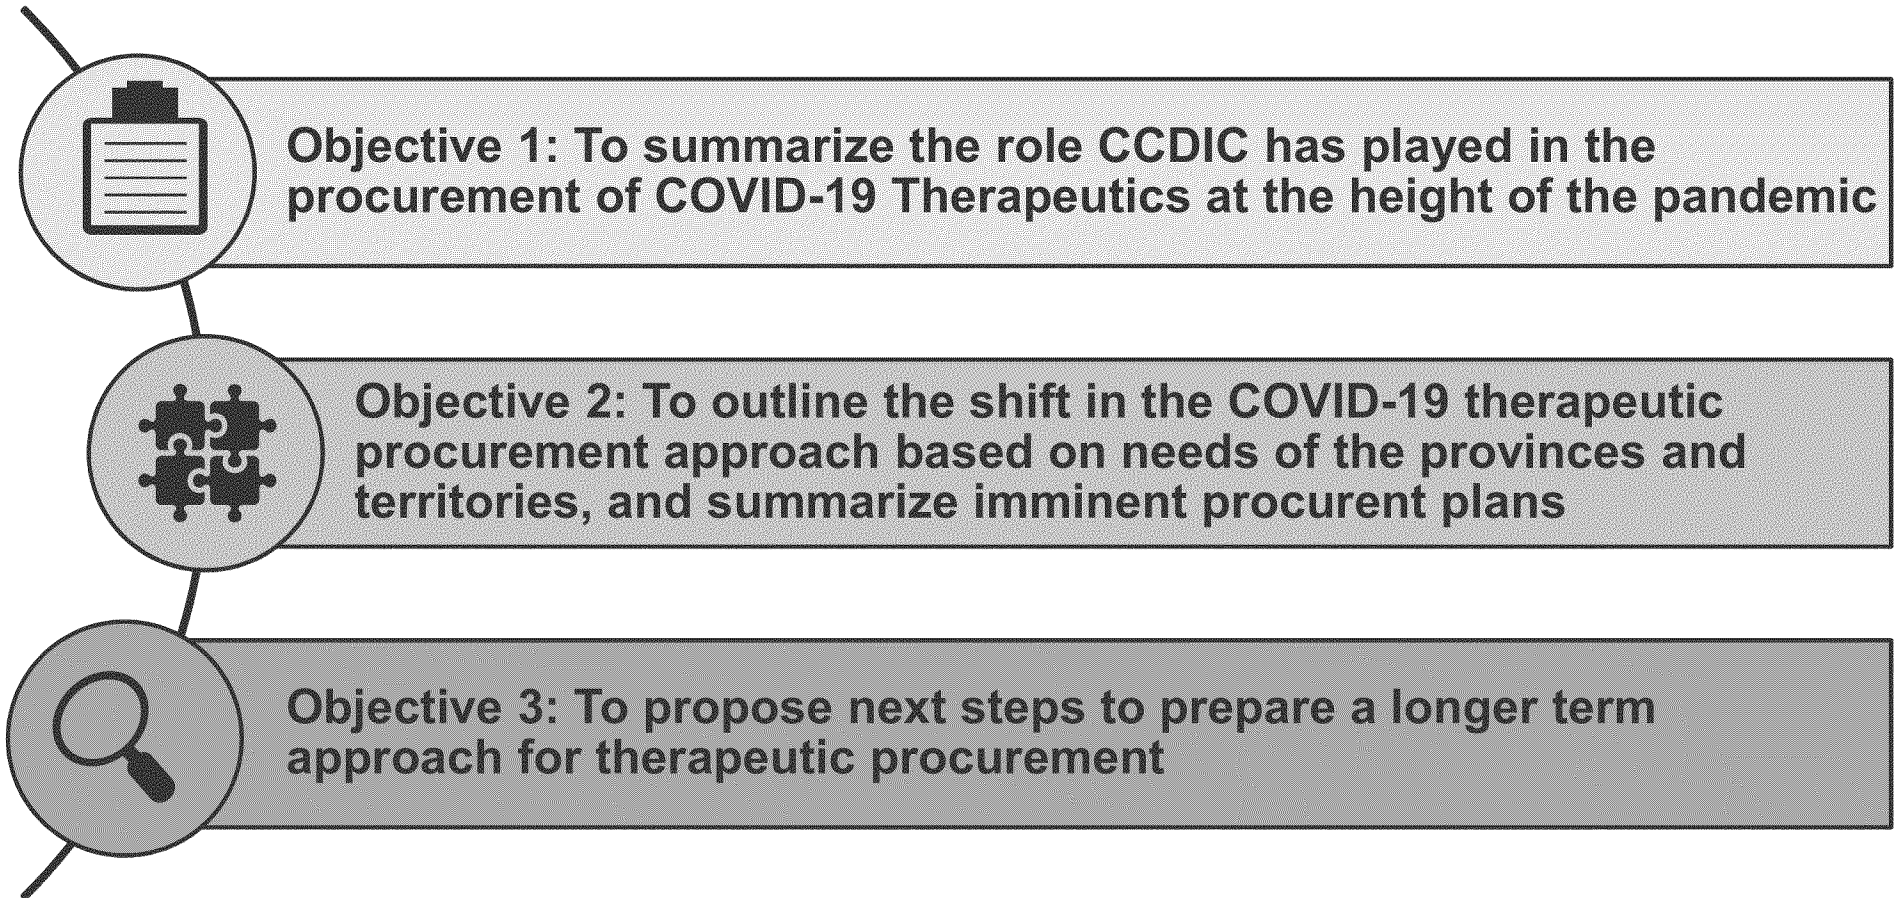 Objective 1: To summarize the role CCDIC has played in the
procurement of COVID-19 Therapeutics at the height of the pandemic
Objective 2: To outline the shift in the COVID-19 therapeutic
procurement approach based on needs of the provinces and
territories, and summarize imminent procurent plans
Objective 3: To propose next steps to prepare a longer term
approach for therapeutic procurement